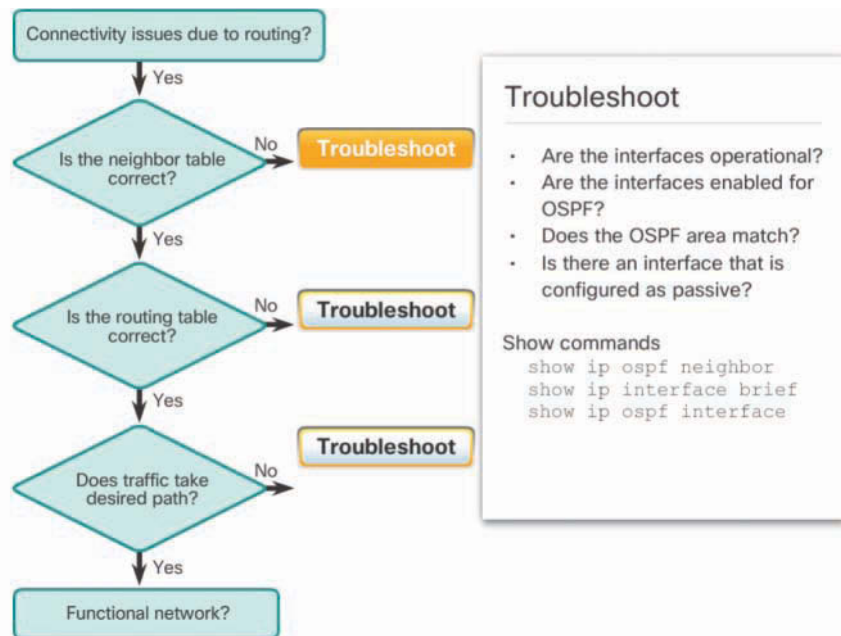 Connectivity issues due to routing?
Yes
Is the neighbor table
correct?
No
Troubleshoot
Yes
Is the routing table
correct?
No
Troubleshoot
Yes
Does traffic take
desired path?
No
Troubleshoot
Yes
Functional network?
Troubleshoot
· Are the interfaces operational?
· Are the interfaces enabled for
OSPF?
· Does the OSPF area match?
· Is there an interface that is
configured as passive?
Show commands
show ip ospf neighbor
show ip interface brief
show ip ospf interface